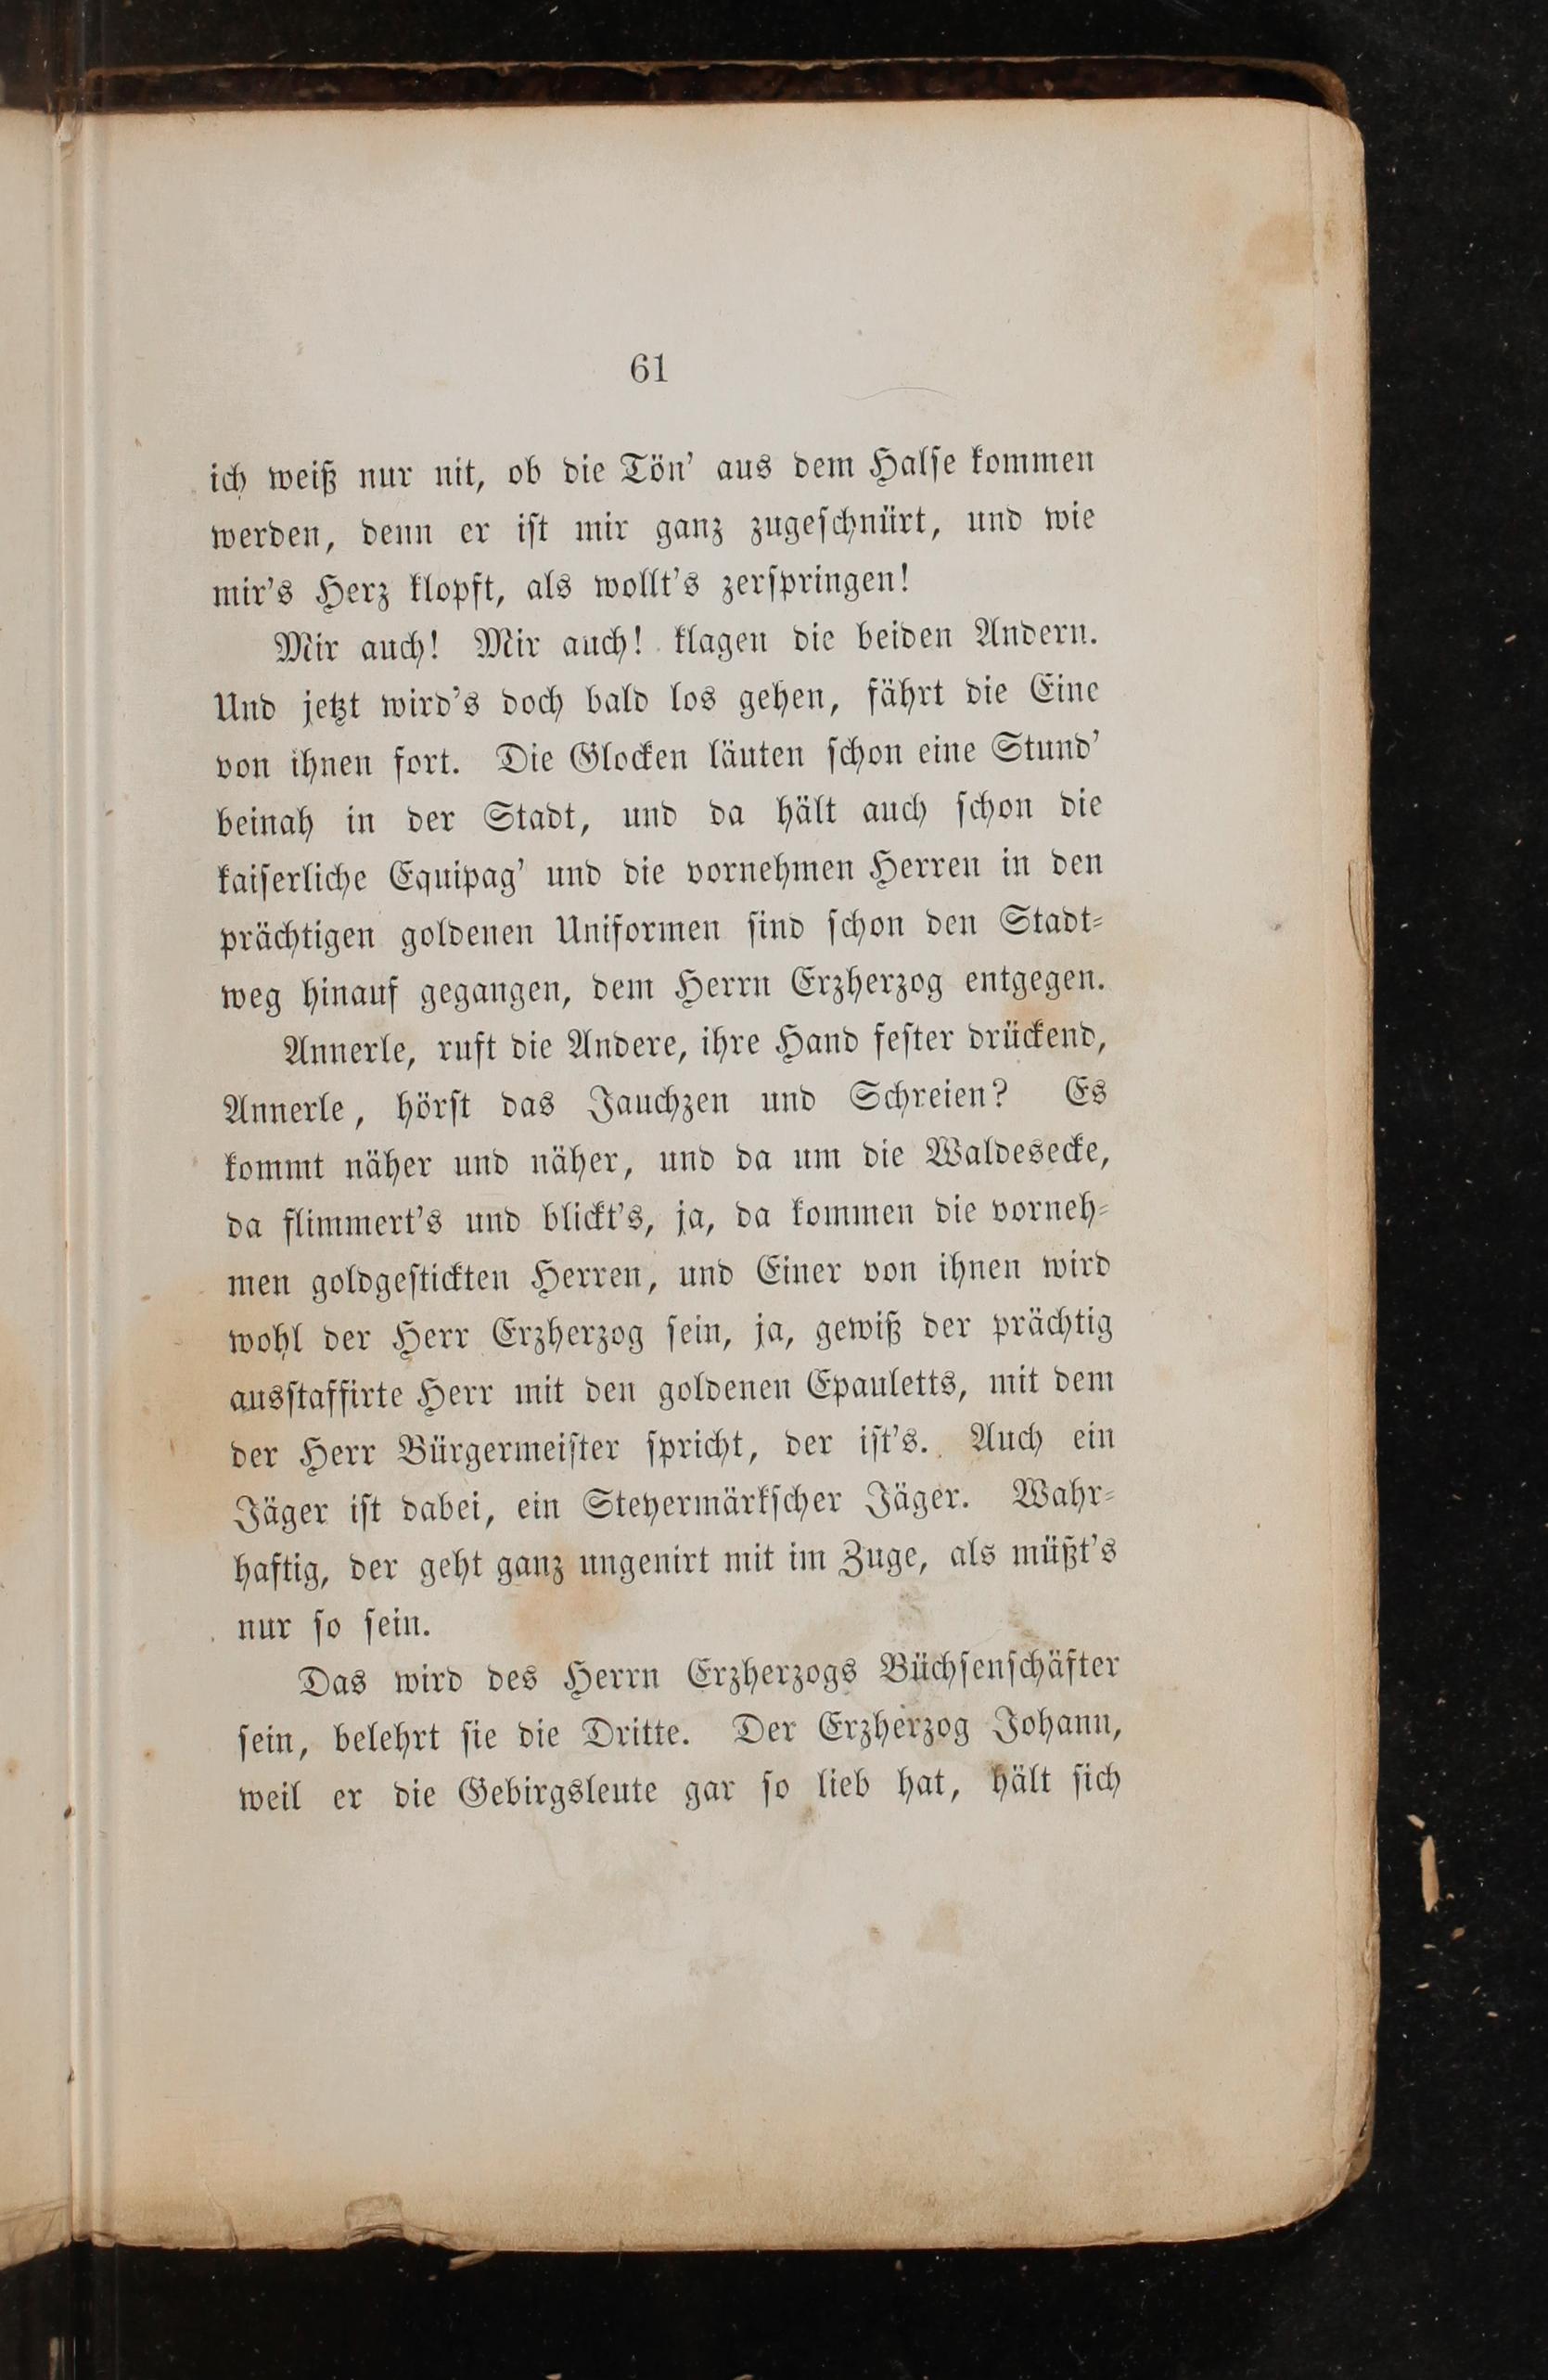 61
ich weiß nur nit, ob die Tön’ aus dem Halſe kommen
werden, denn er iſt mir ganz zugeſchnürt, und wie
mir’s Herz klopft, als wollt’s zerſpringen!
Mir auch! Mir auch! klagen die beiden Andern.
Und jetzt wird’s doch bald los gehen, fährt die Eine
von ihnen fort. Die Glocken läuten ſchon eine Stund’
beinah in der Stadt, und da hält auch ſchon die
kaiſerliche Equipag’ und die vornehmen Herren in den
prächtigen goldenen Uniformen ſind ſchon den Stadt⸗
weg hinauf gegangen, dem Herrn Erzherzog entgegen.
Annerle, ruft die Andere, ihre Hand feſter drückend,
Annerle, hörſt das Jauchzen und Schreien? Es
kommt näher und näher, und da um die Waldesecke,
da flimmert’s und blickt’s, ja, da kommen die vorneh⸗
men goldgeſtickten Herren, und Einer von ihnen wird
wohl der Herr Erzherzog ſein, ja, gewiß der prächtig
ausſtaffirte Herr mit den goldenen Epauletts, mit dem
der Herr Bürgermeiſter ſpricht, der iſt’s. Auch ein
Jäger iſt dabei, ein Steyermärkſcher Jäger. Wahr⸗
haftig, der geht ganz ungenirt mit im Zuge, als müßt’s
nur ſo ſein.
Das wird des Herrn Erzherzogs Büchſenſchäfter
ſein, belehrt ſie die Dritte. Der Erzherzog Johann,
weil er die Gebirgsleute gar ſo lieb hat, hält ſich